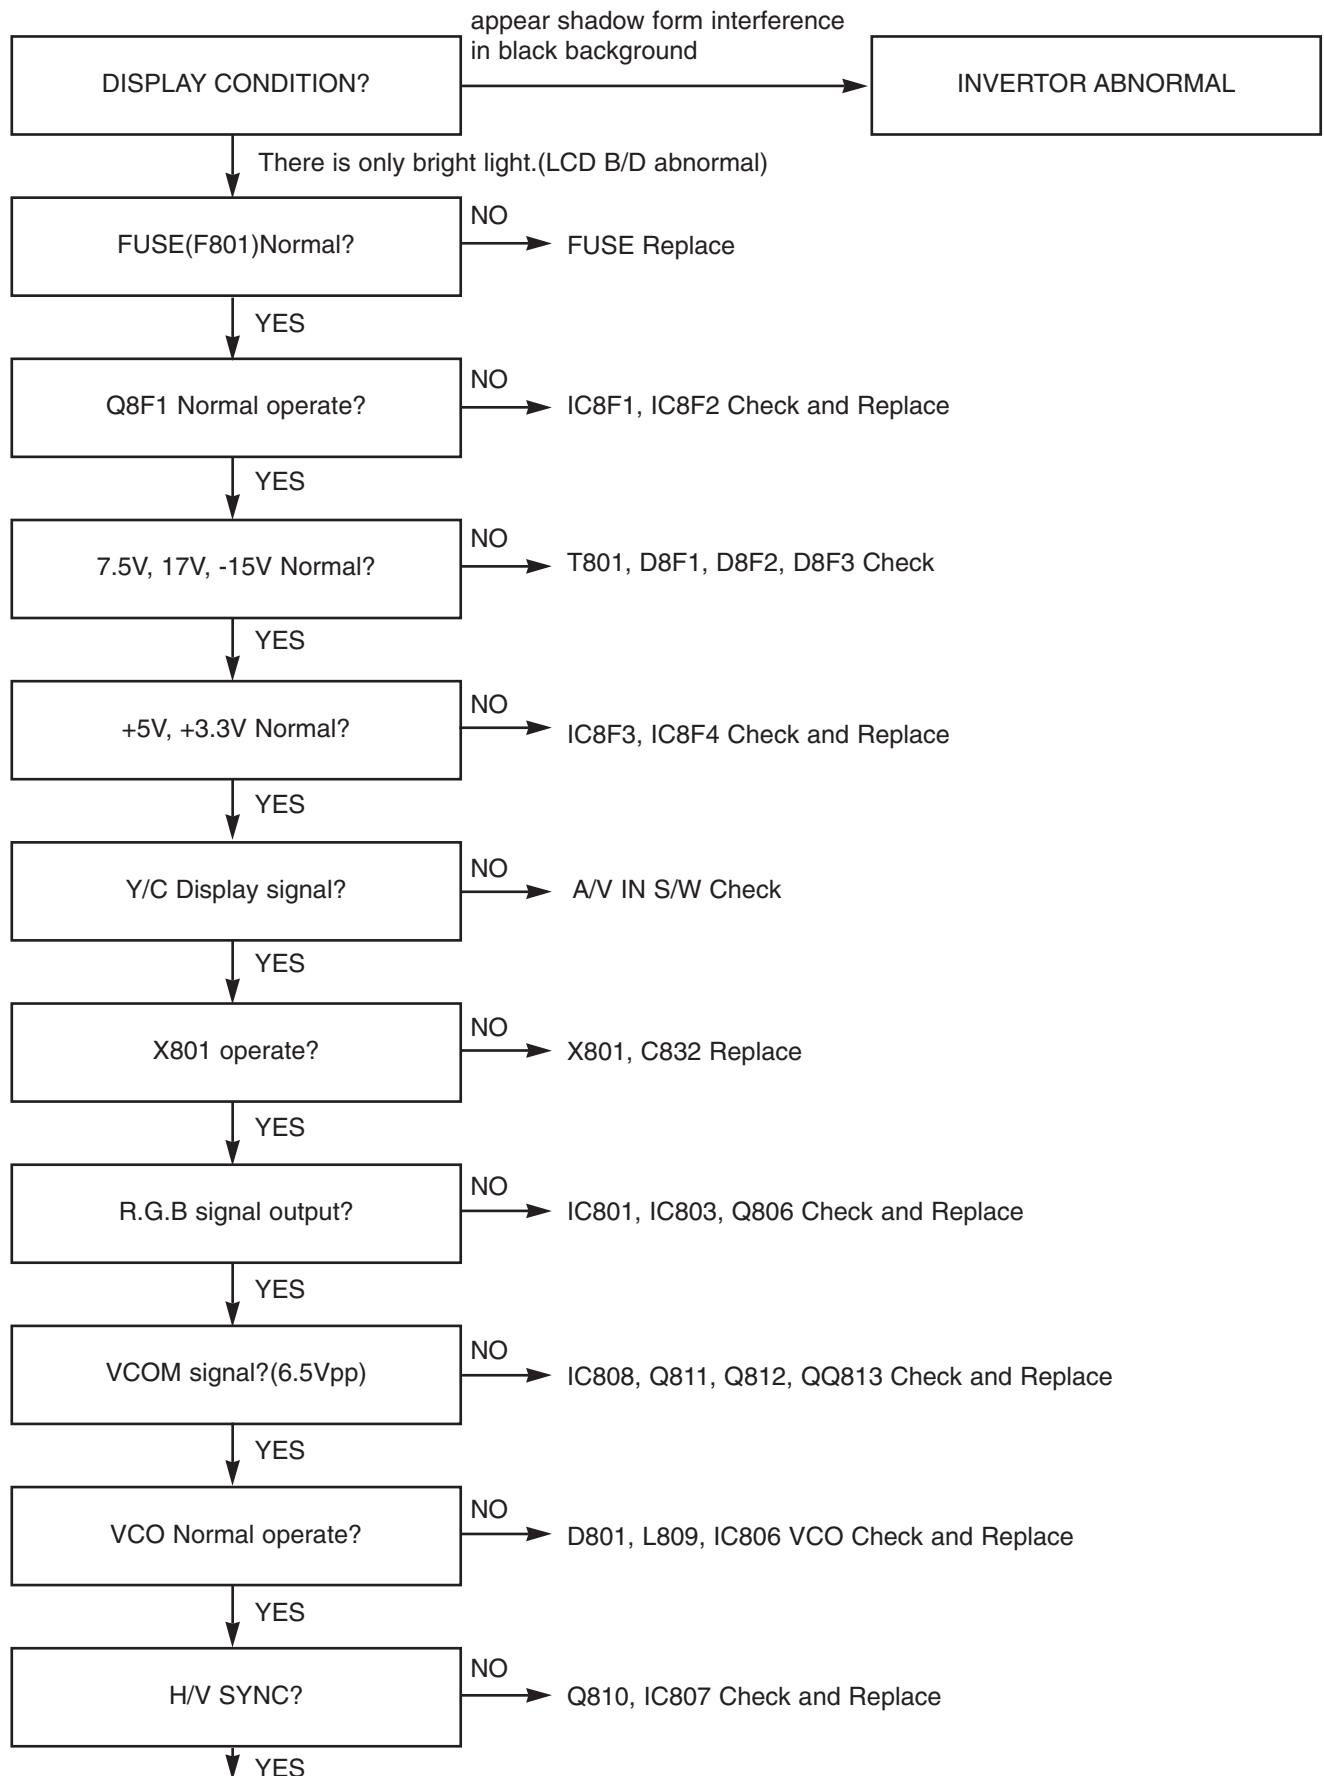 appear shadow form interference
in black background
DISPLAY CONDITION?
INVERTOR ABNORMAL
There is only bright light.(LCD B/D abnormal)
FUSE(F801)Normal?
NO
FUSE Replace
YES
Q8F1 Normal operate?
NO
IC8F1, IC8F2 Check and Replace
YES
7.5V, 17V, -15V Normal?
NO
T801, D8F1, D8F2, D8F3 Check
YES
+5V, +3.3V Normal?
NO
IC8F3, IC8F4 Check and Replace
YES
Y/C Display signal?
NO
A/V IN S/W Check
YES
X801 operate?
NO
X801, C832 Replace
YES
R.G.B signal output?
NO
IC801, IC803, Q806 Check and Replace
YES
VCOM signal?(6.5Vpp)
NO
IC808, Q811, Q812, QQ813 Check and Replace
YES
VCO Normal operate?
NO
D801, L809, IC806 VCO Check and Replace
YES
H/V SYNC?
NO
Q810, IC807 Check and Replace
YES